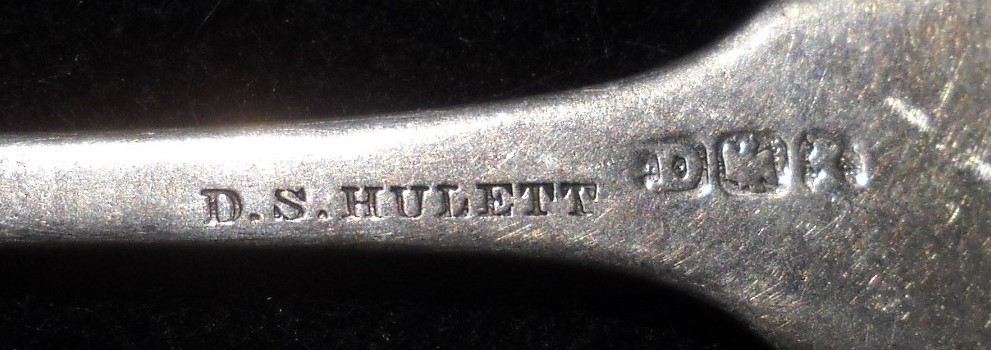 D. S. HULETT